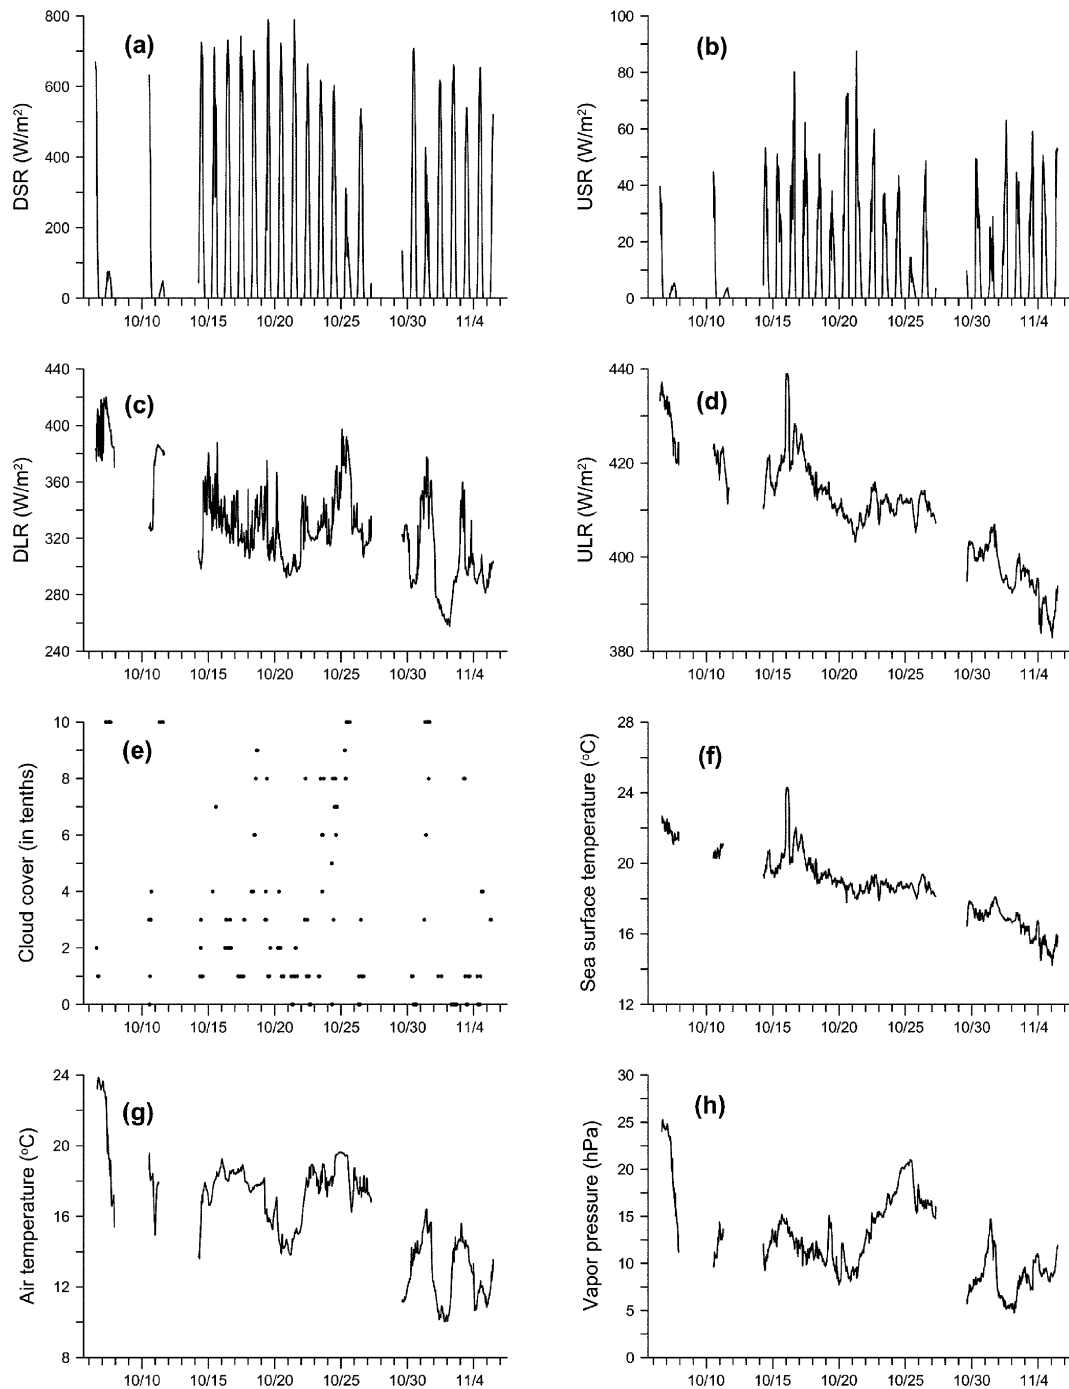 (a)
DSR (W/m²)
800
600
400
200
0
10/10 10/15 10/20 10/25 10/30 11/4
(b)
USR (W/m²)
100
80
60
40
20
0
10/10 10/15 10/20 10/25 10/30 11/4
(c)
DLR (W/m²)
440
400
360
320
280
240
10/10 10/15 10/20 10/25 10/30 11/4
(d)
ULR (W/m²)
440
420
400
380
10/10 10/15 10/20 10/25 10/30 11/4
(e)
Cloud cover (in tenths)
10
8
6
4
2
0
10/10 10/15 10/20 10/25 10/30 11/4
(f)
Sea surface temperature (°C)
28
24
20
16
12
10/10 10/15 10/20 10/25 10/30 11/4
(g)
Air temperature (°C)
24
20
16
12
8
10/10 10/15 10/20 10/25 10/30 11/4
(h)
Vapor pressure (hPa)
30
25
20
15
10
5
0
10/10 10/15 10/20 10/25 10/30 11/4